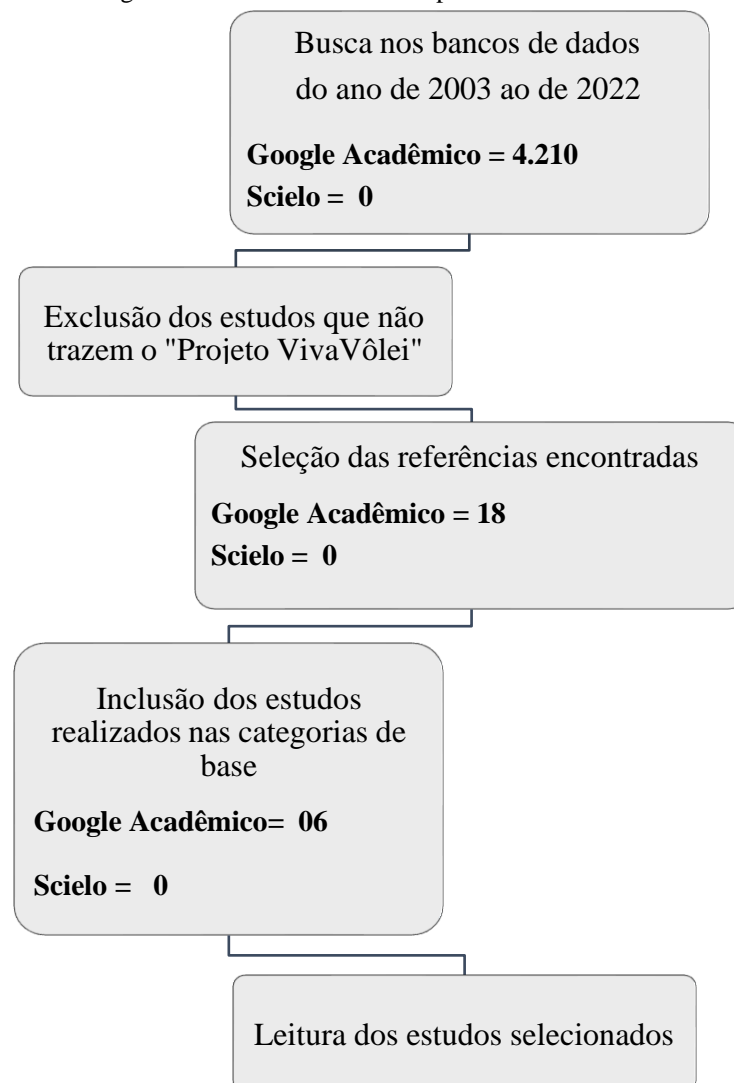 Busca nos bancos de dados
do ano de 2003 ao de 2022
Google Acadêmico = 4.210
Scielo = 0
Exclusão dos estudos que não
trazem o "Projeto VivaVôlei"
Seleção das referências encontradas
Google Acadêmico = 18
Scielo = 0
Inclusão dos estudos
realizados nas categorias de
base
Google Acadêmico= 06
Scielo = 0
Leitura dos estudos selecionados